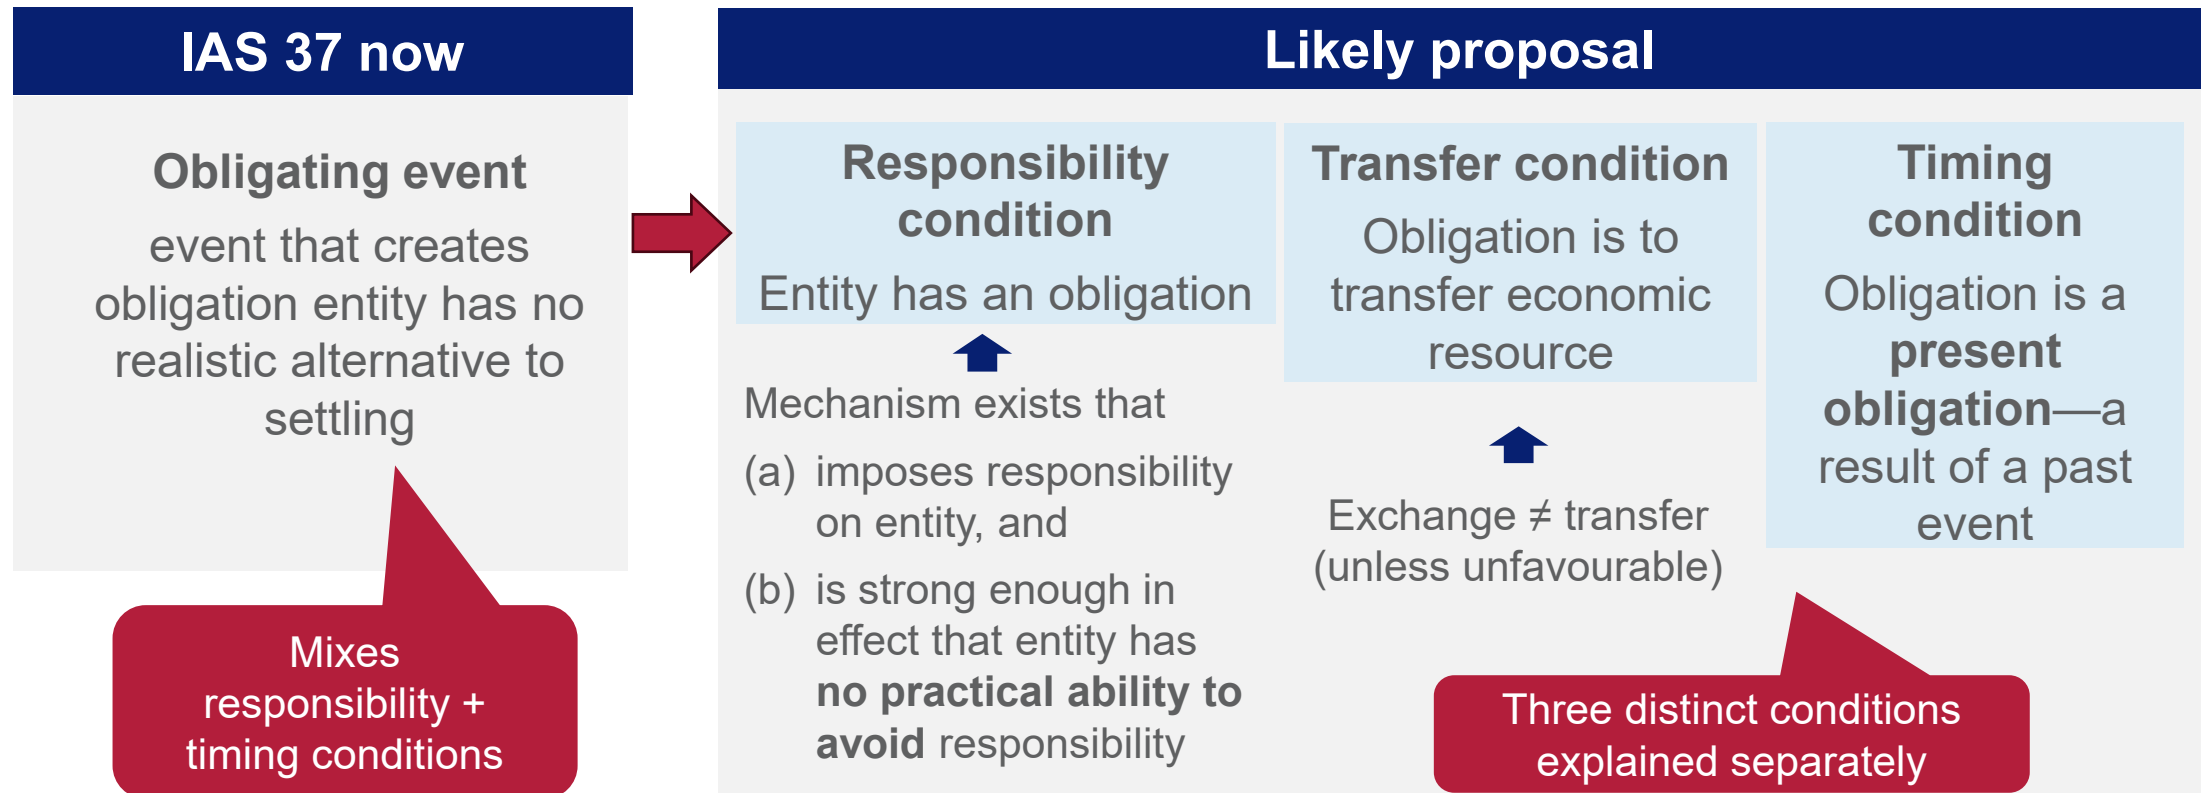 IAS 37 now
Obligating event
event that creates
obligation entity has no
realistic alternative to
settling
Mixes
responsibility +
timing conditions
Likely proposal
Responsibility
condition
Entity has an obligation
Mechanism exists that
(a) imposes responsibility
on entity, and
(b) is strong enough in
effect that entity has
no practical ability to
avoid responsibility
Transfer condition
Obligation is to
transfer economic
resource
Exchange ≠ transfer
(unless unfavourable)
Timing
condition
Obligation is a
present
obligation—a
result of a past
event
Three distinct conditions
explained separately